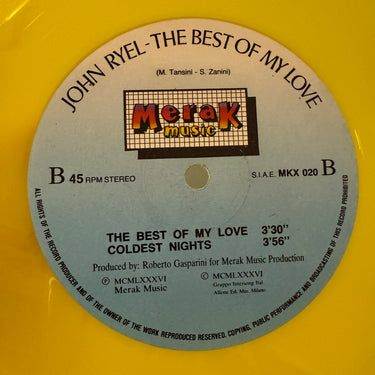 JOHN RYEL - THE BEST OF MY LOVE
(M. Tansini - S. Zanini)
Merak
music
B 45 RPM STEREO
S.I.A.E. MKX 020 B
THE BEST OF MY LOVE 3'30"
COLDEST NIGHTS 3'56"
Produced by: Roberto Gasparini for Merak Music Production
Ⓟ MCMLXXXVI
Merak Music
© MCMLXXXVI
Gruppo Intersong Ital
Allione Ed. Mus. Milano
ALL RIGHTS OF THE RECORD PRODUCER AND OF THE OWNER OF THE WORK REPRODUCED RESERVED. COPYING, PUBLIC PERFORMANCE AND BROADCASTING OF THIS RECORD PROHIBITED